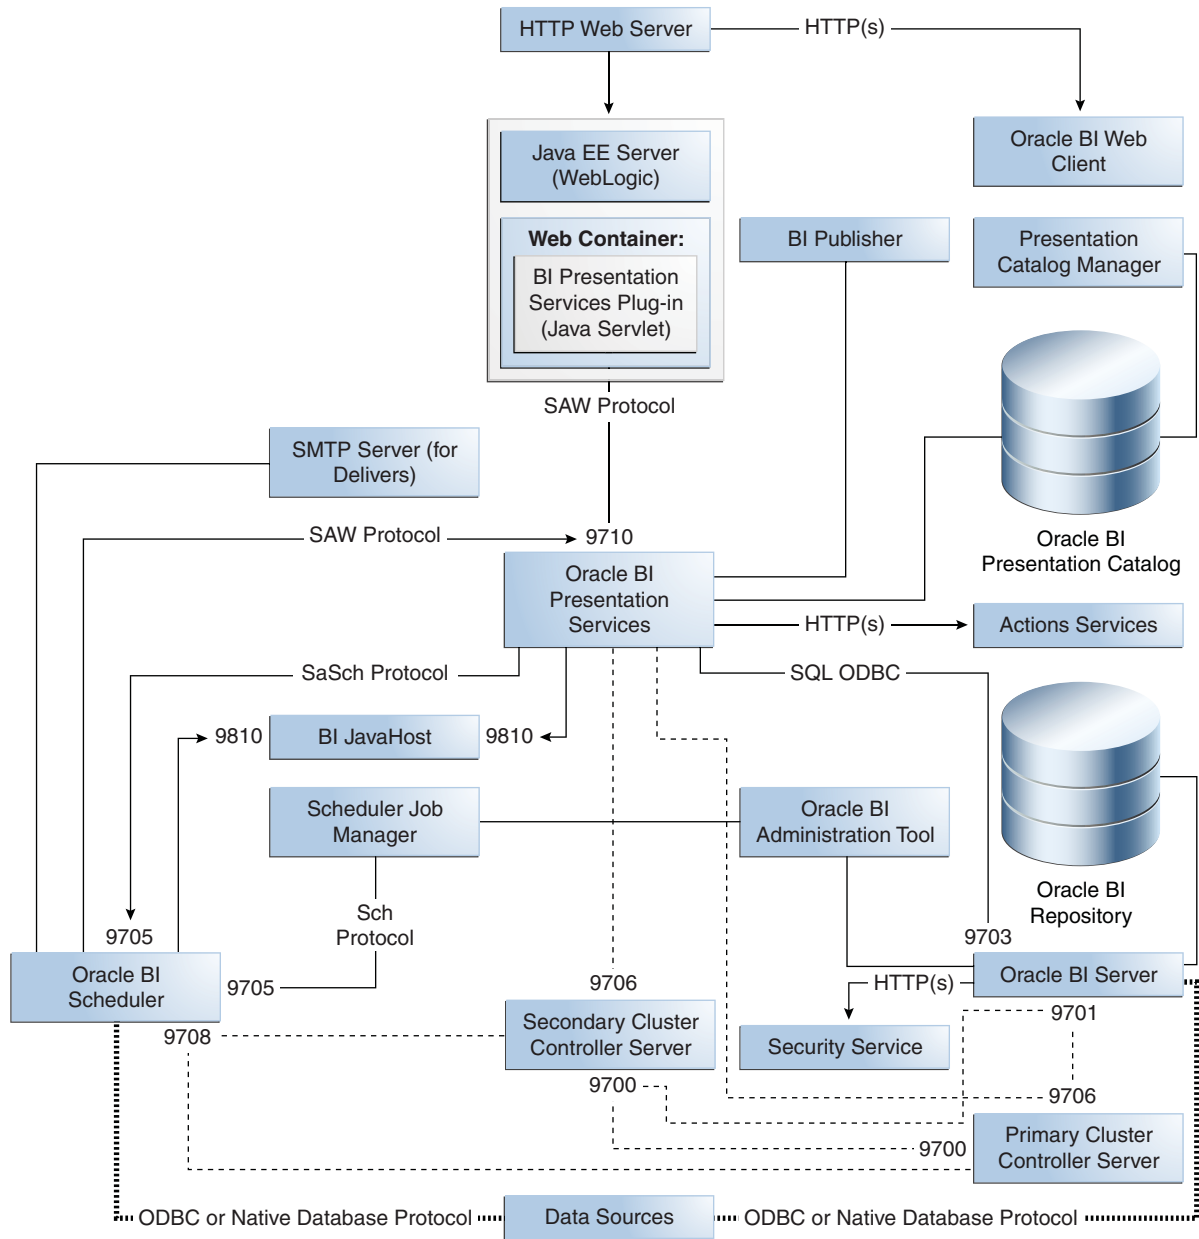 HTTP Web Server
HTTP(s)
Java EE Server
(WebLogic)
Oracle BI Web
Client
Web Container:
BI Presentation
Services Plug-in
(Java Servlet)
BI Publisher
Presentation
Catalog Manager
SAW Protocol
SMTP Server (for
Delivers)
SAW Protocol
9710
Oracle BI
Presentation Catalog
Oracle BI
Presentation
Services
HTTP(s)
Actions Services
SaSch Protocol
SQL ODBC
9810
BI JavaHost
9810
Scheduler Job
Manager
Oracle BI
Administration Tool
Oracle BI
Repository
Sch
Protocol
9705
9703
Oracle BI
Scheduler
9705
9706
HTTP(s)
Oracle BI Server
9708
Secondary Cluster
Controller Server
Security Service
9701
9700
9706
9700
Primary Cluster
Controller Server
ODBC or Native Database Protocol
Data Sources
ODBC or Native Database Protocol